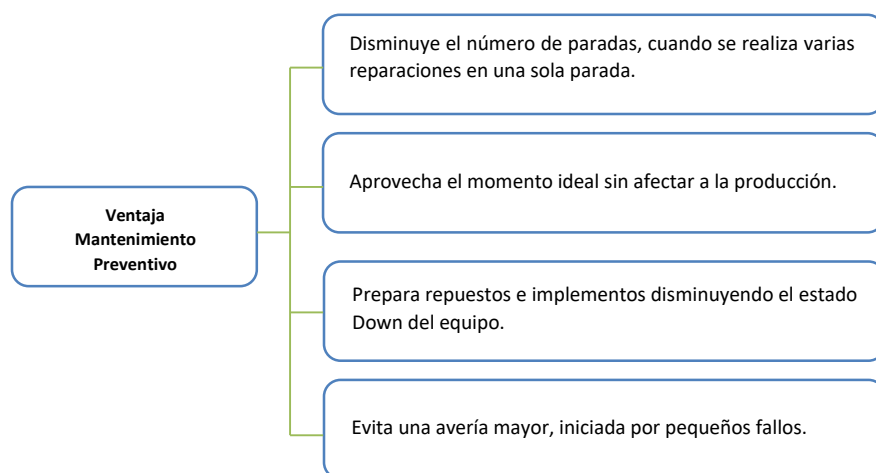 Disminuye el número de paradas, cuando se realiza varias
reparaciones en una sola parada.
Aprovecha el momento ideal sin afectar a la producción.
Ventaja
Mantenimiento
Preventivo
Prepara repuestos e implementos disminuyendo el estado
Down del equipo.
Evita una avería mayor, iniciada por pequeños fallos.